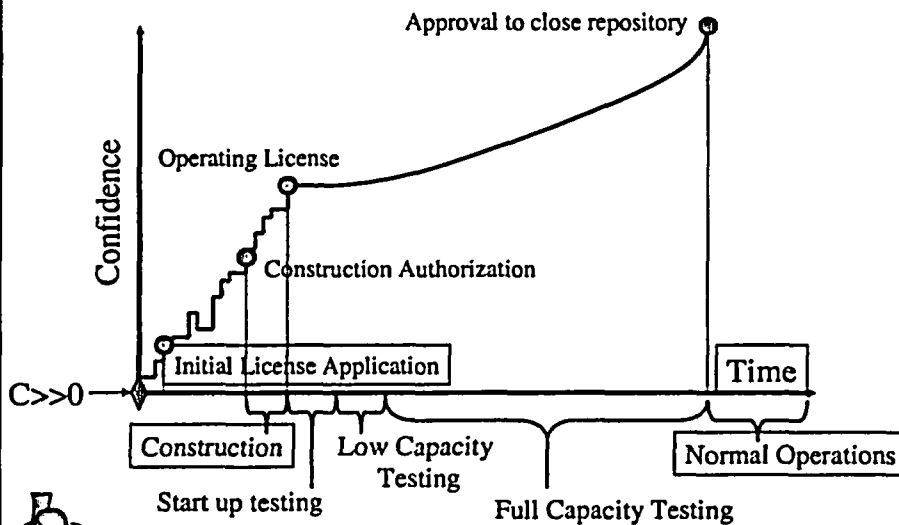 Approval to close repository
Operating License
Confidence
Construction Authorization
Initial License Application
C>>0
Time
Construction
Low Capacity
Testing
Normal Operations
Start up testing
Full Capacity Testing